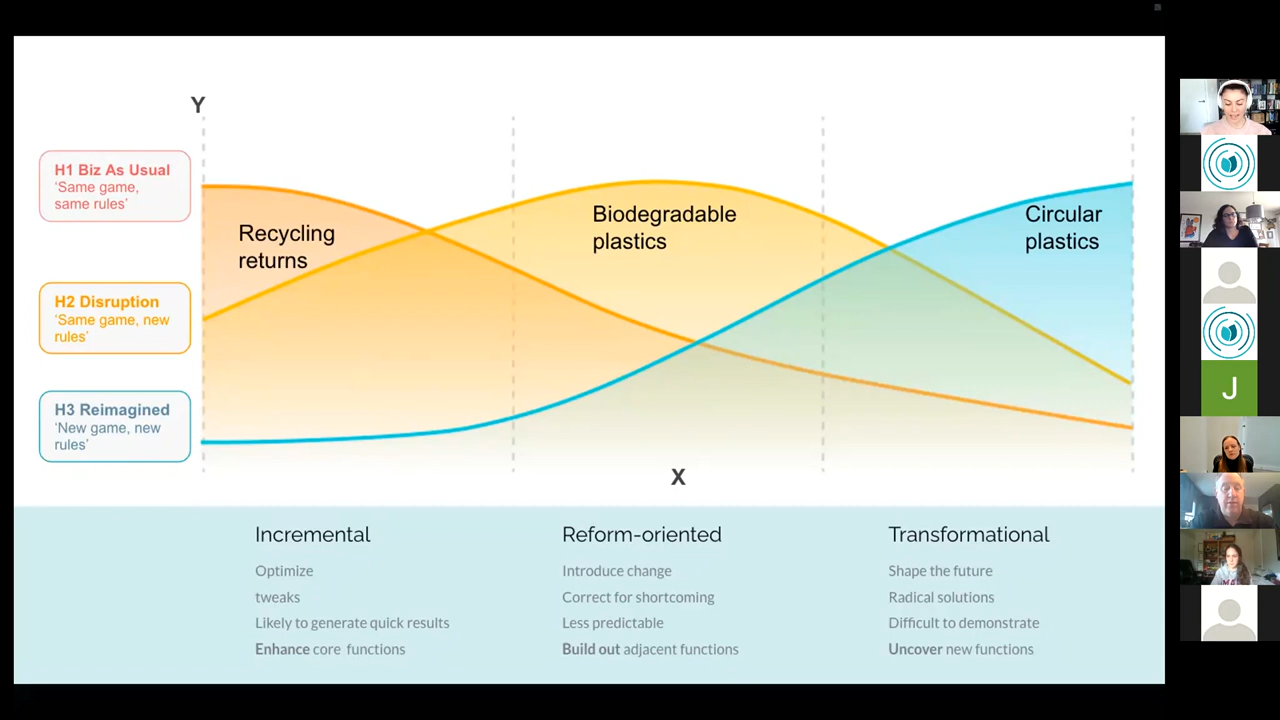 Y
H1 Biz As Usual
‘Same game,
same rules’
H2 Disruption
‘Same game, new
rules’
H3 Reimagined
‘New game, new
rules’
Recycling
returns
Biodegradable
plastics
Circular
plastics
X
Incremental
Optimize
tweaks
Likely to generate quick results
Enhance core functions
Reform-oriented
Introduce change
Correct for shortcoming
Less predictable
Build out adjacent functions
Transformational
Shape the future
Radical solutions
Difficult to demonstrate
Uncover new functions
J